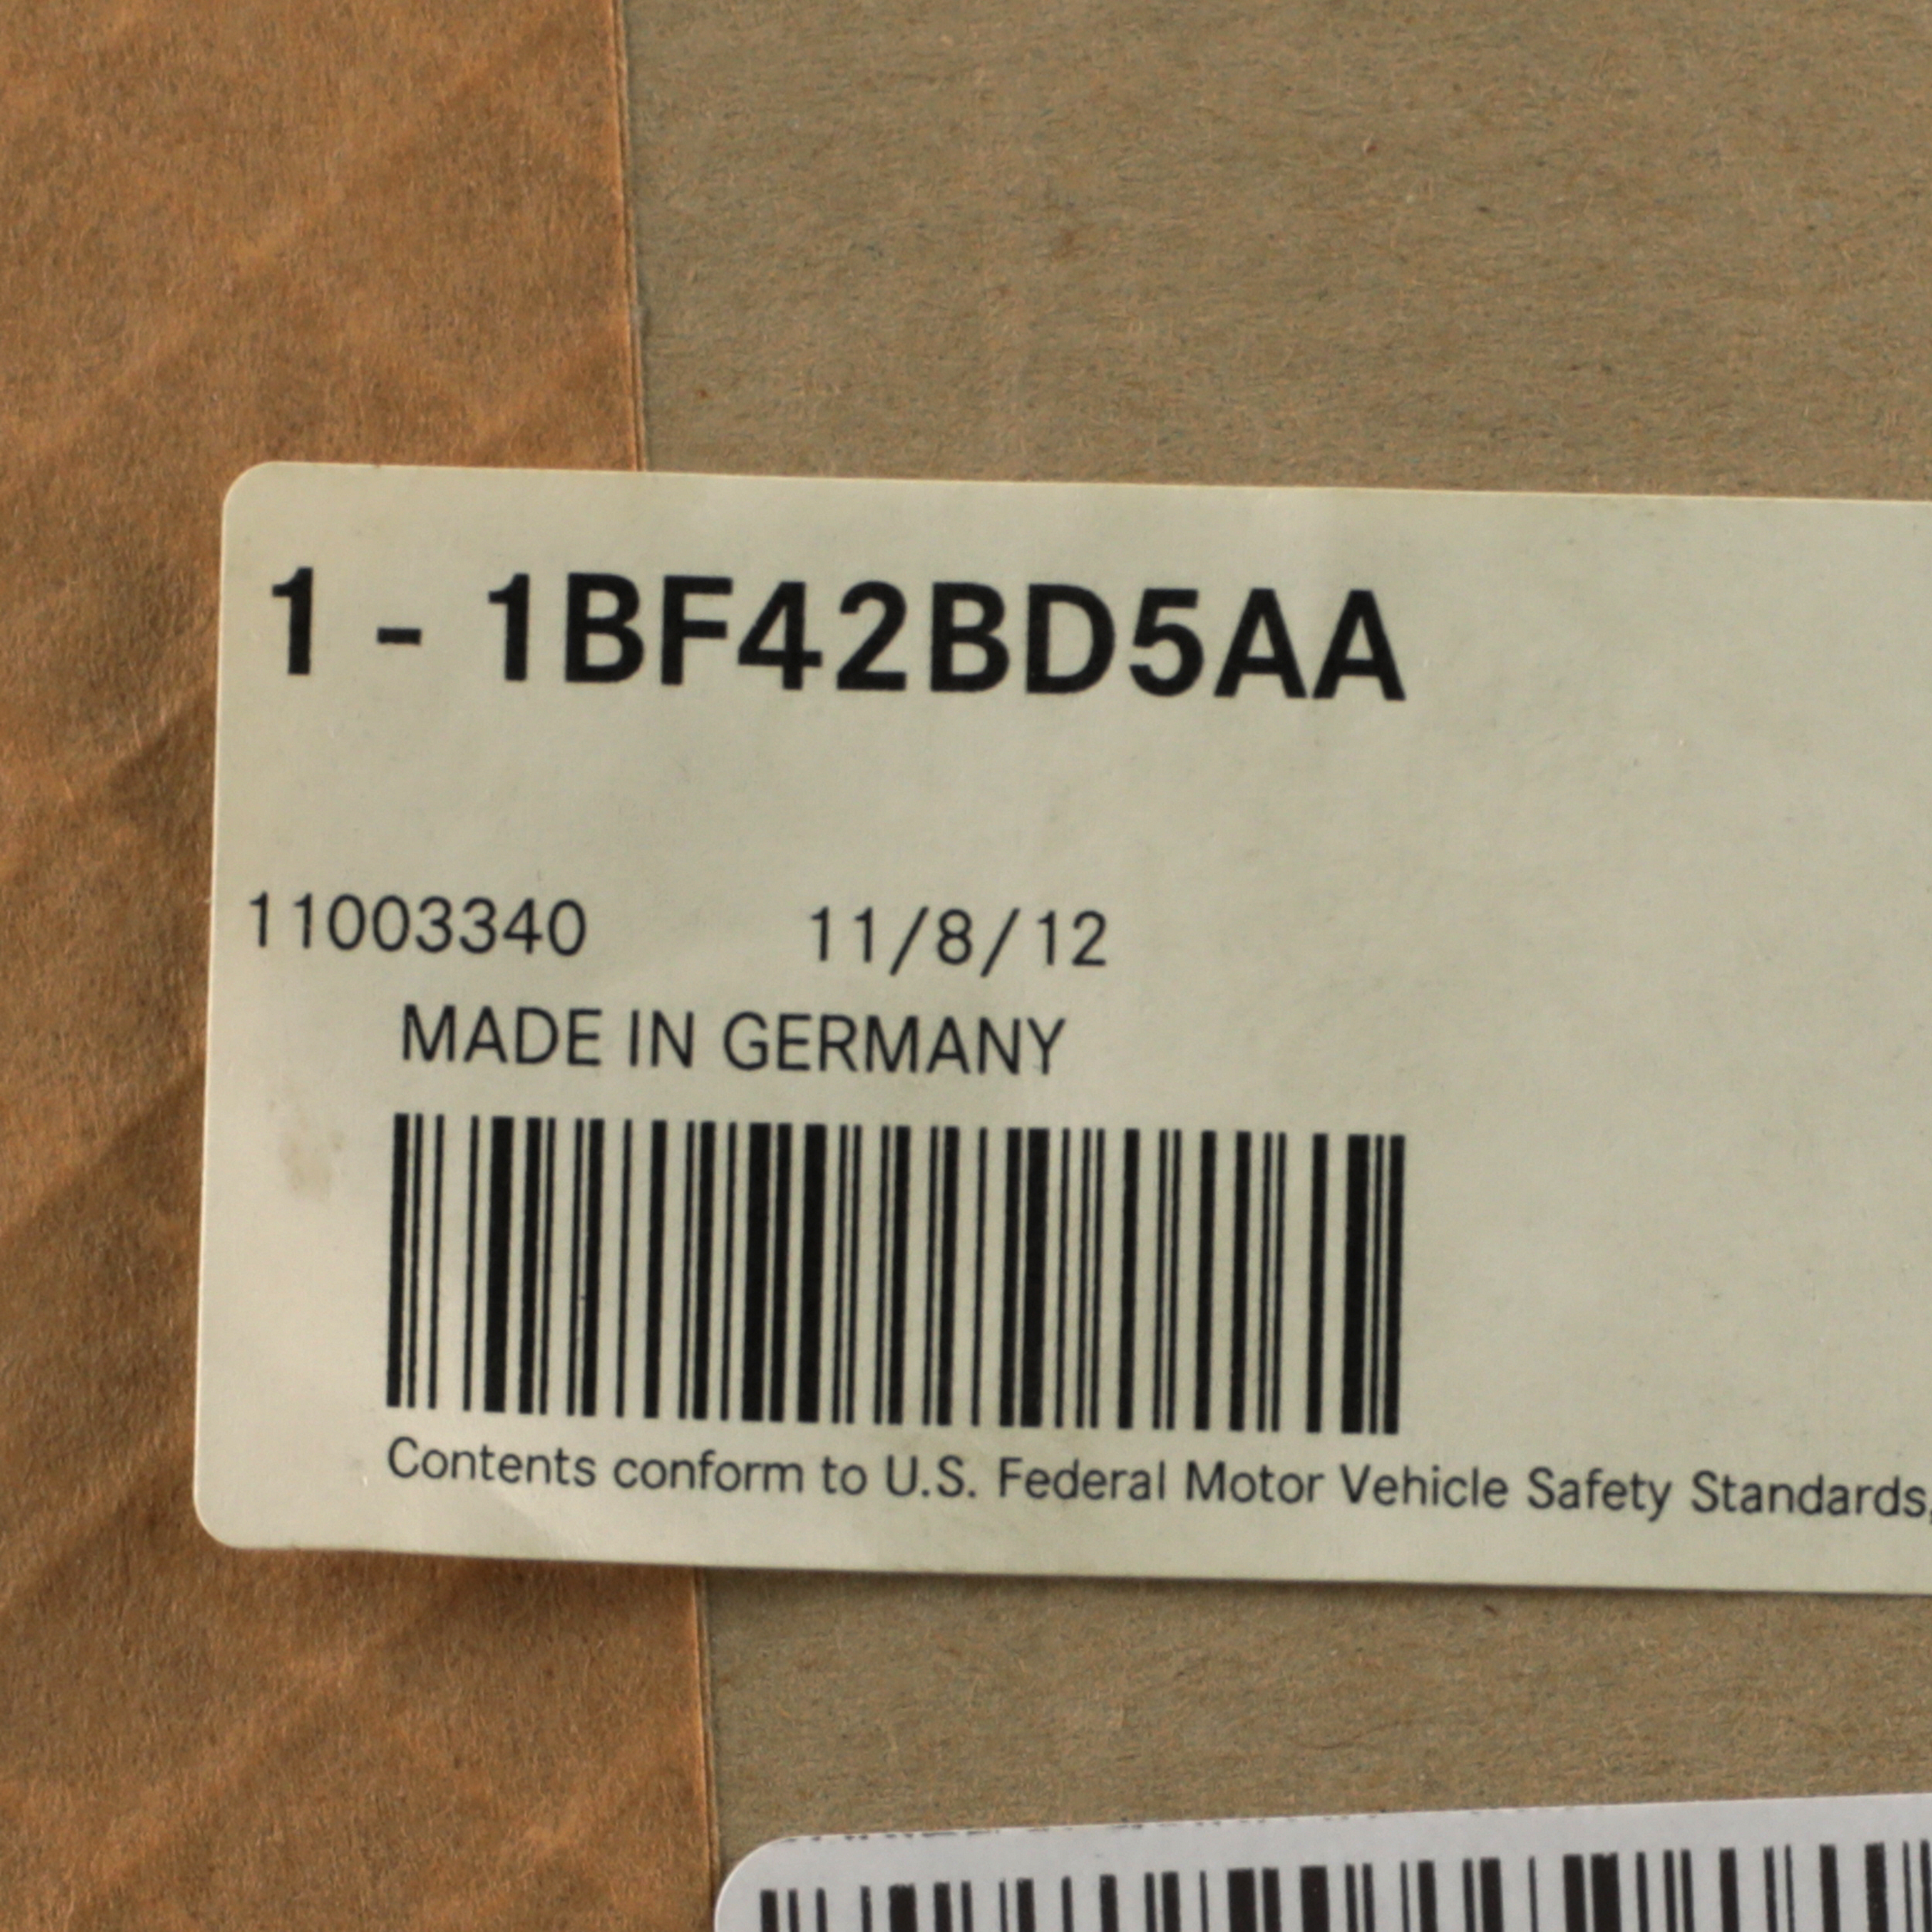 1 - 1BF42BD5AA
11003340 11/8/12
MADE IN GERMANY
Contents conform to U.S. Federal Motor Vehicle Safety Standards,